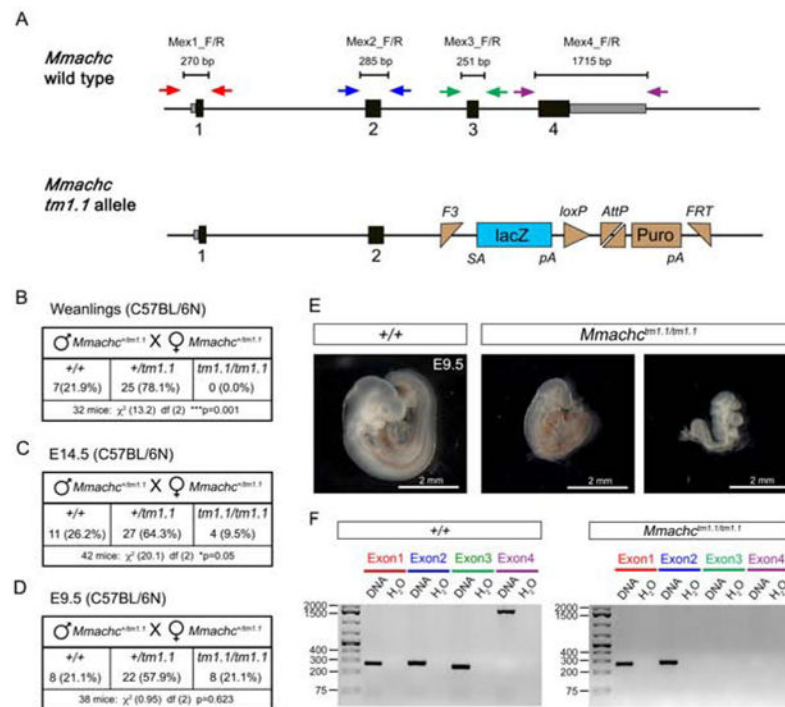 A
Mex1_F/R Mex2_F/R Mex3_F/R Mex4_F/R
270 bp 285 bp 251 bp 1715 bp
Mmachc
wild type
1 2 3 4
Mmachc
tm1.1 allele
F3 loxP AttP FRT
lacZ Puro
1 2 SA pA pA
B
Weanlings (C57BL/6N)
♂ Mmachc+/tm1.1 X ♀ Mmachc+/tm1.1
+/+ +/tm1.1 tm1.1/tm1.1
7(21.9%) 25 (78.1%) 0 (0.0%)
32 mice: χ² (13.2) df (2) ***p=0.001
C
E14.5 (C57BL/6N)
♂ Mmachc+/tm1.1 X ♀ Mmachc+/tm1.1
+/+ +/tm1.1 tm1.1/tm1.1
11 (26.2%) 27 (64.3%) 4 (9.5%)
42 mice: χ² (20.1) df (2) *p=0.05
D
E9.5 (C57BL/6N)
♂ Mmachc+/tm1.1 X ♀ Mmachc+/tm1.1
+/+ +/tm1.1 tm1.1/tm1.1
8 (21.1%) 22 (57.9%) 8 (21.1%)
38 mice: χ² (0.95) df (2) p=0.623
E
+/+ Mmachctm1.1/tm1.1
E9.5
2 mm 2 mm 2 mm
F
+/+ Mmachctm1.1/tm1.1
Exon1 Exon2 Exon3 Exon4 Exon1 Exon2 Exon3 Exon4
DNA H₂O DNA H₂O DNA H₂O DNA H₂O DNA H₂O DNA H₂O DNA H₂O DNA H₂O
2000 2000
1500 1500
400 400
300 300
200 200
75 75